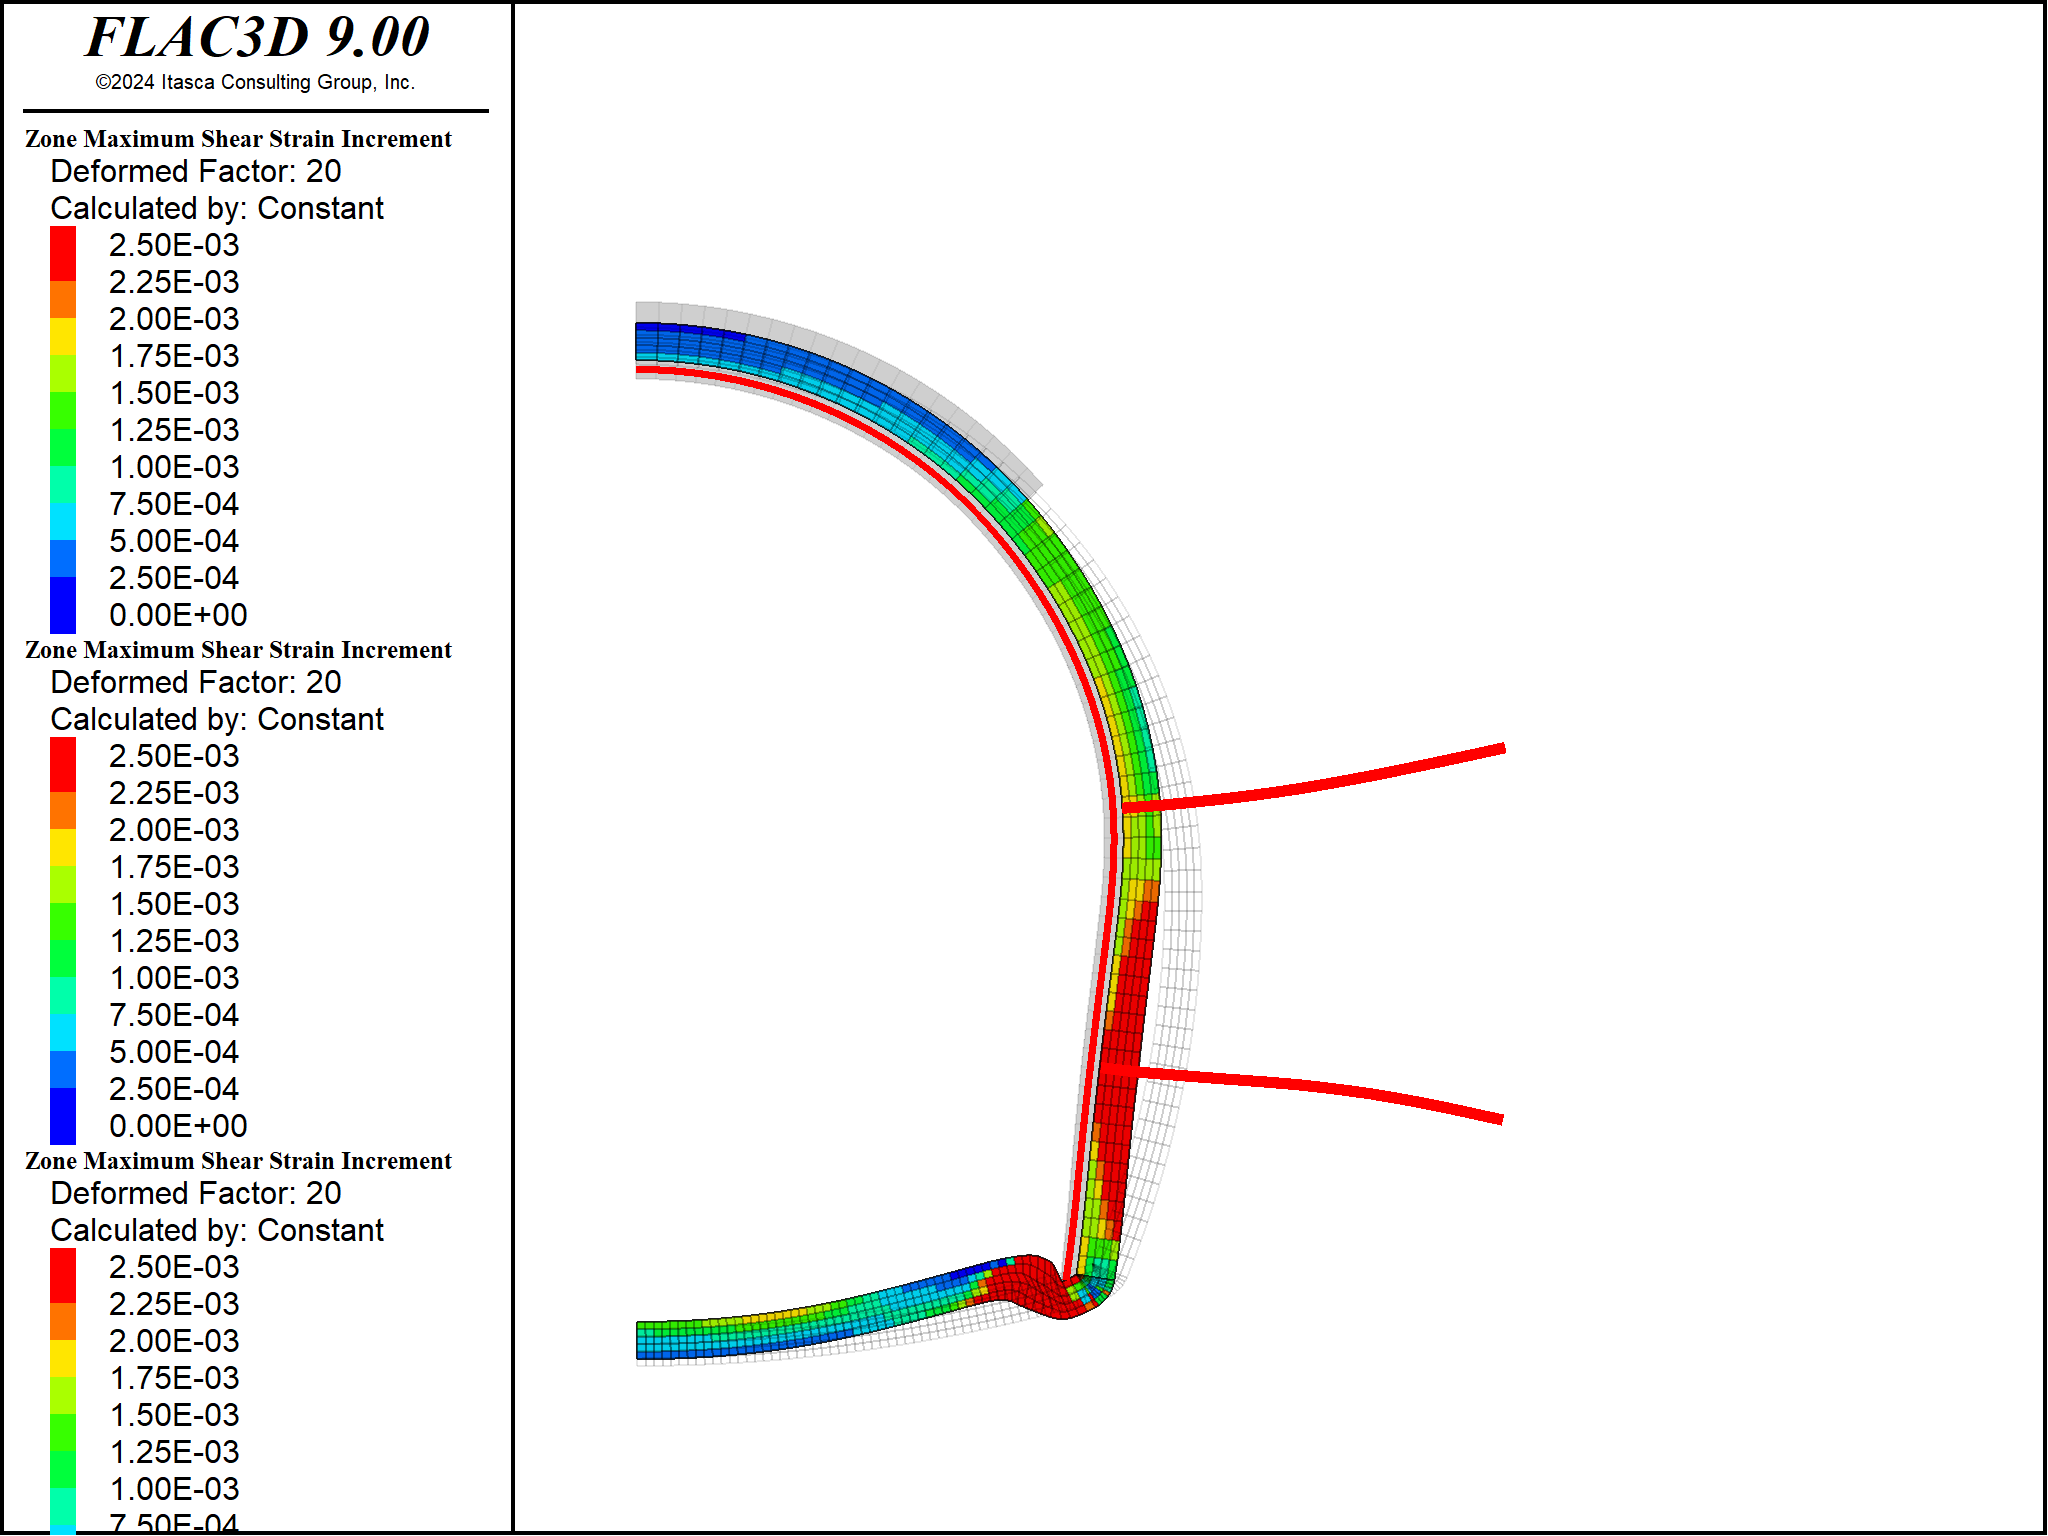 FLAC3D 9.00
©2024 Itasca Consulting Group, Inc.
Zone Maximum Shear Strain Increment
Deformed Factor: 20
Calculated by: Constant
2.50E-03
2.25E-03
2.00E-03
1.75E-03
1.50E-03
1.25E-03
1.00E-03
7.50E-04
5.00E-04
2.50E-04
0.00E+00
Zone Maximum Shear Strain Increment
Deformed Factor: 20
Calculated by: Constant
2.50E-03
2.25E-03
2.00E-03
1.75E-03
1.50E-03
1.25E-03
1.00E-03
7.50E-04
5.00E-04
2.50E-04
0.00E+00
Zone Maximum Shear Strain Increment
Deformed Factor: 20
Calculated by: Constant
2.50E-03
2.25E-03
2.00E-03
1.75E-03
1.50E-03
1.25E-03
1.00E-03
7.50E-04